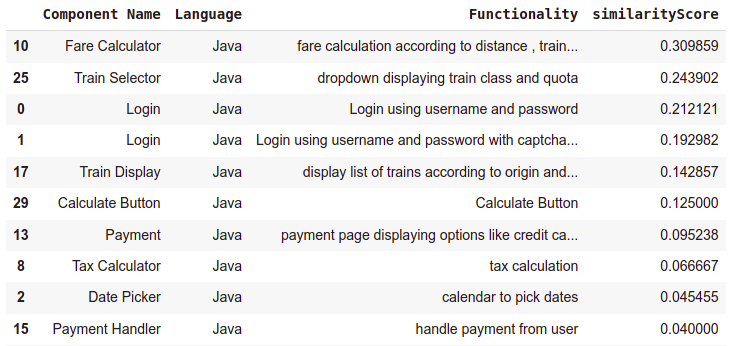 Component Name Language Functionality similarityScore
10 Fare Calculator Java fare calculation according to distance , train... 0.309859
25 Train Selector Java dropdown displaying train class and quota 0.243902
0 Login Java Login using username and password 0.212121
1 Login Java Login using username and password with captcha... 0.192982
17 Train Display Java display list of trains according to origin and... 0.142857
29 Calculate Button Java Calculate Button 0.125000
13 Payment Java payment page displaying options like credit ca... 0.095238
8 Tax Calculator Java tax calculation 0.066667
2 Date Picker Java calendar to pick dates 0.045455
15 Payment Handler Java handle payment from user 0.040000